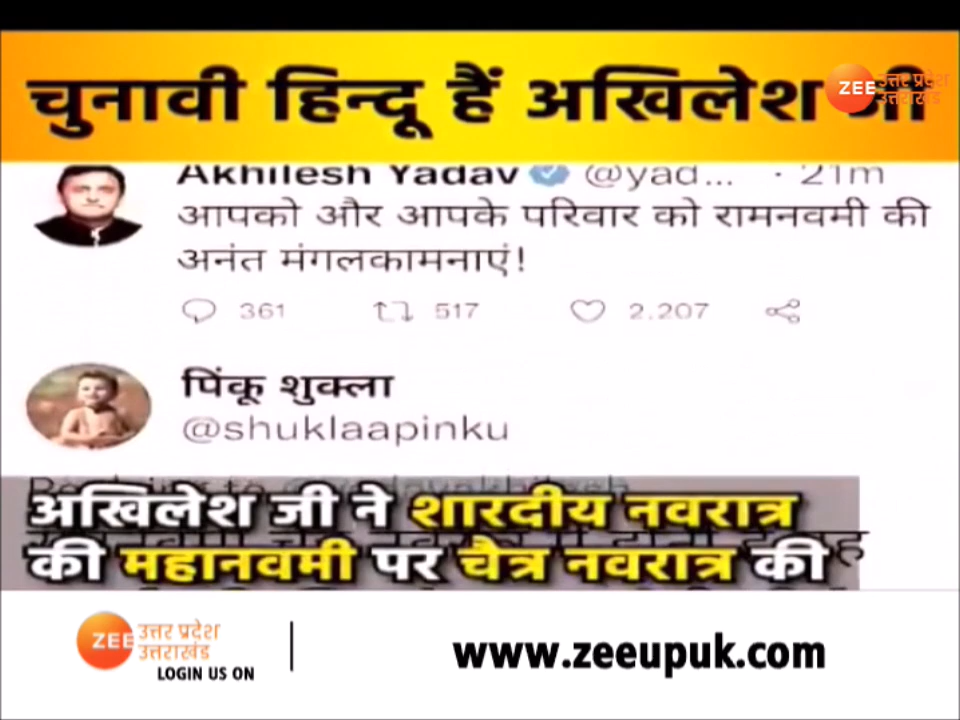 चुनावी हिन्दू हैं अखिलेश जी
ZEE उत्तर प्रदेश उत्तराखंड
Akhilesh Yadav @yad... · 21m
आपको और आपके परिवार को रामनवमी की
अनंत मंगलकामनाएं!
361 517 2.207
पिंकू शुक्ला
@shuklaapinku
अखिलेश जी ने शारदीय नवरात्र
की महानवमी पर चैत्र नवरात्र की
ZEE उत्तर प्रदेश
उत्तराखंड
LOGIN US ON
www.zeeupuk.com